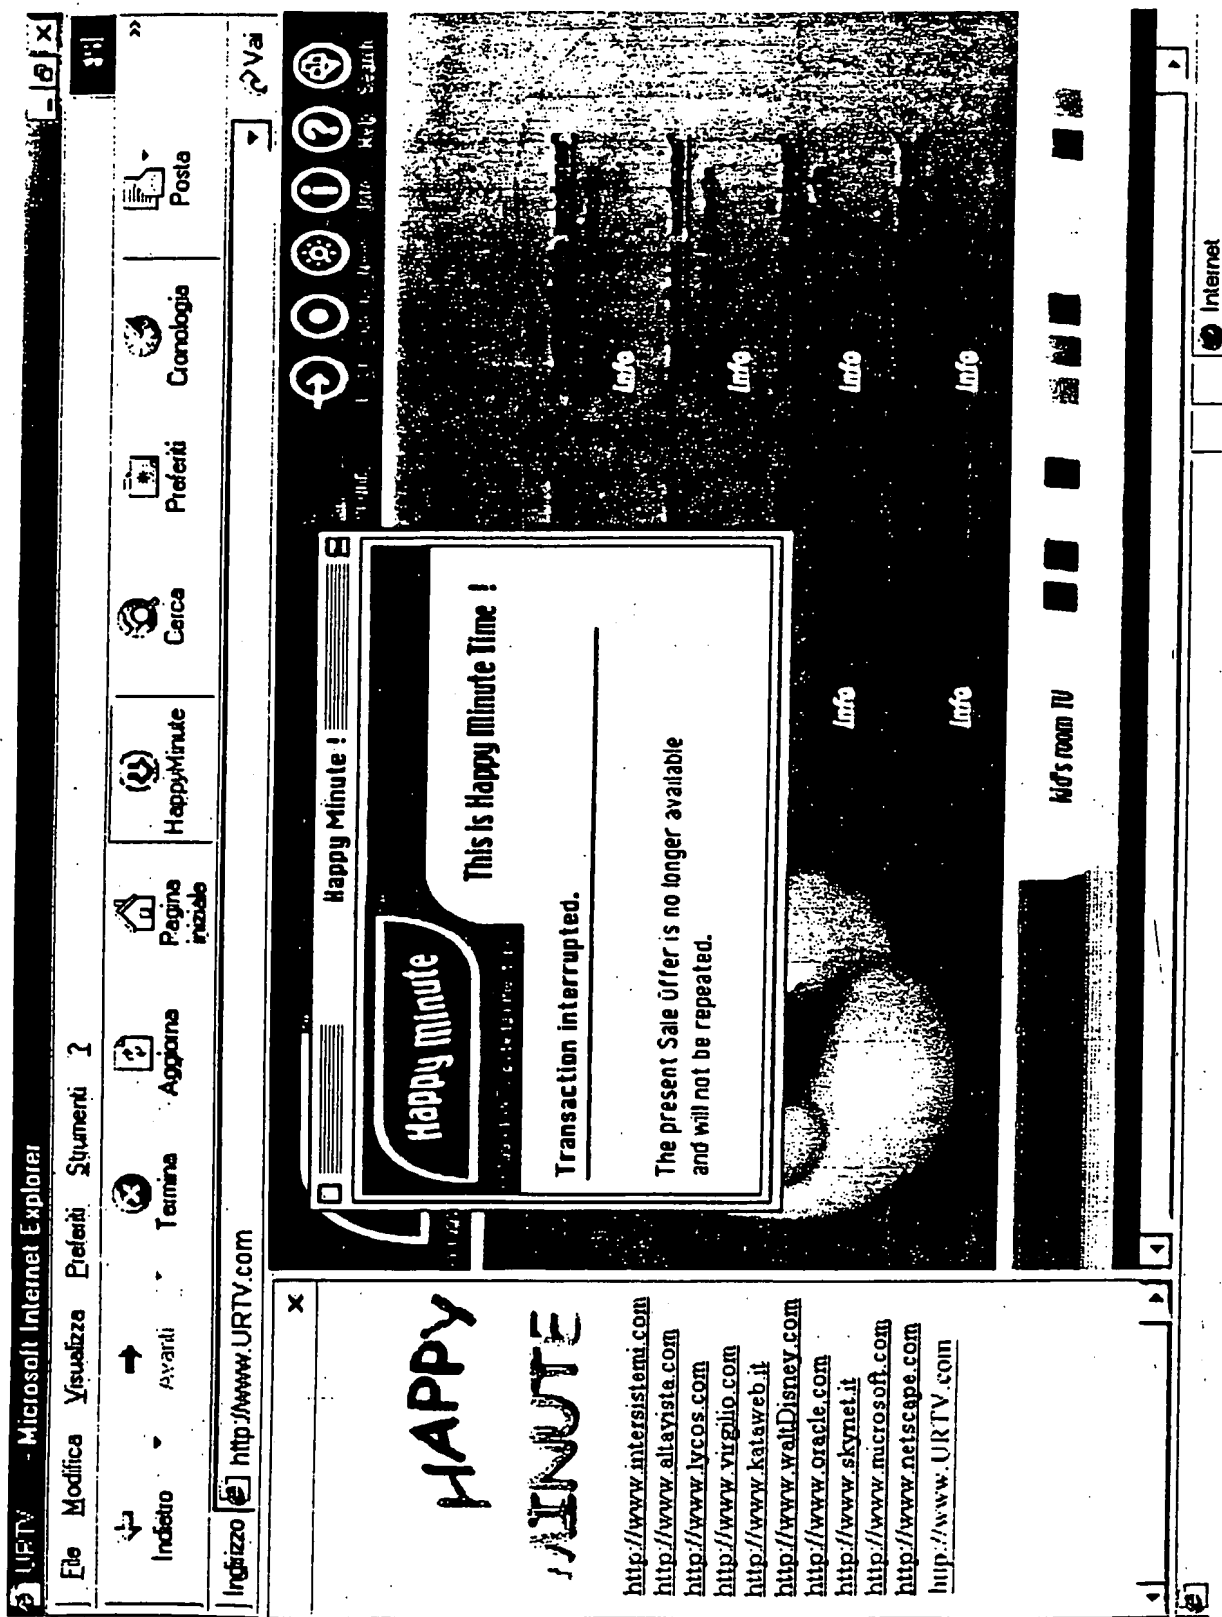 URTV - Microsoft Internet Explorer
File Modifica Visualizza Preferiti Strumenti ?
Indietro Avanti Termina Aggiorna Pagina iniziale HappyMinute Cerca Preferiti Cronologia Posta »
Indirizzo http://www.URTV.com Vai
HAPPY
MINUTE
http://www.intersistemi.com
http://www.altavista.com
http://www.lycos.com
http://www.virgilio.com
http://www.kataweb.it
http://www.waltDisney.com
http://www.oracle.com
http://www.skynet.it
http://www.microsoft.com
http://www.netscape.com
http://www.URTV.com
Info Help Search
Happy Minute !
Happy minute
This is Happy Minute Time !
Transaction interrupted.
The present Sale Offer is no longer available
and will not be repeated.
Info
Info
Info Info
Info Info
kid's room TV
Internet